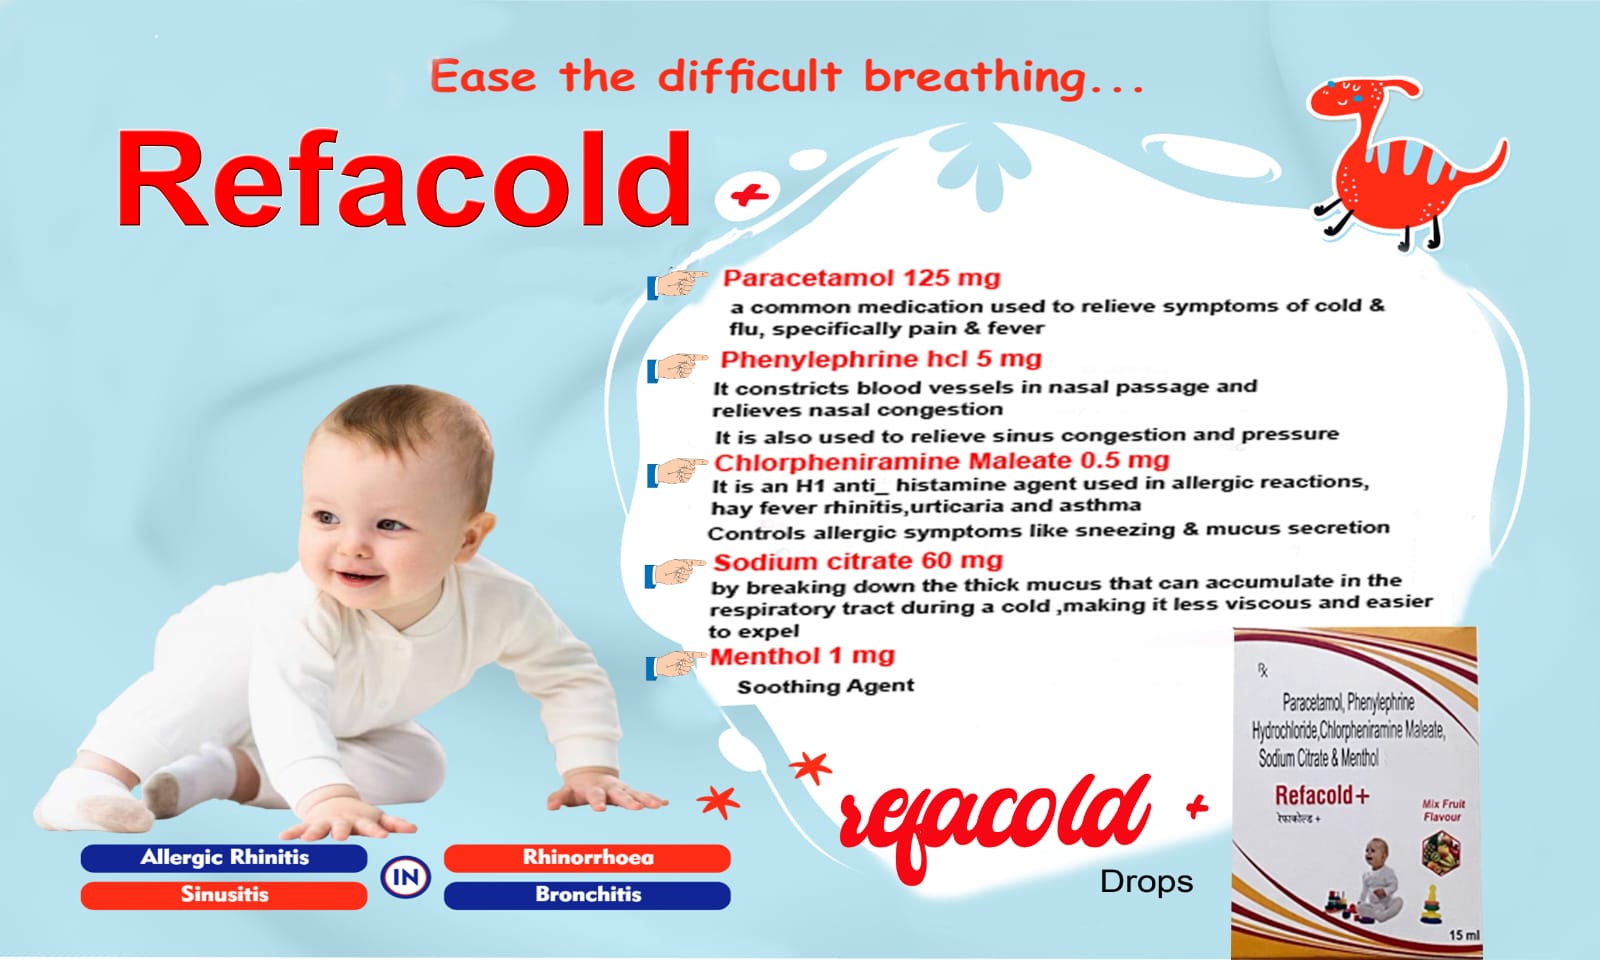 Ease the difficult breathing...
Refacold +
Paracetamol 125 mg
a common medication used to relieve symptoms of cold &
flu, specifically pain & fever
Phenylephrine hcl 5 mg
It constricts blood vessels in nasal passage and
relieves nasal congestion
It is also used to relieve sinus congestion and pressure
Chlorpheniramine Maleate 0.5 mg
It is an H1 anti_ histamine agent used in allergic reactions,
hay fever rhinitis,urticaria and asthma
Controls allergic symptoms like sneezing & mucus secretion
Sodium citrate 60 mg
by breaking down the thick mucus that can accumulate in the
respiratory tract during a cold ,making it less viscous and easier
to expel
Menthol 1 mg
Soothing Agent
Allergic Rhinitis
Sinusitis
IN
Rhinorrhoea
Bronchitis
refacold +
Drops
Rx
Paracetamol, Phenylephrine
Hydrochloride,Chlorpheniramine Maleate,
Sodium Citrate & Menthol
Refacold+
रेफाकोल्ड +
Mix Fruit
Flavour
15 ml